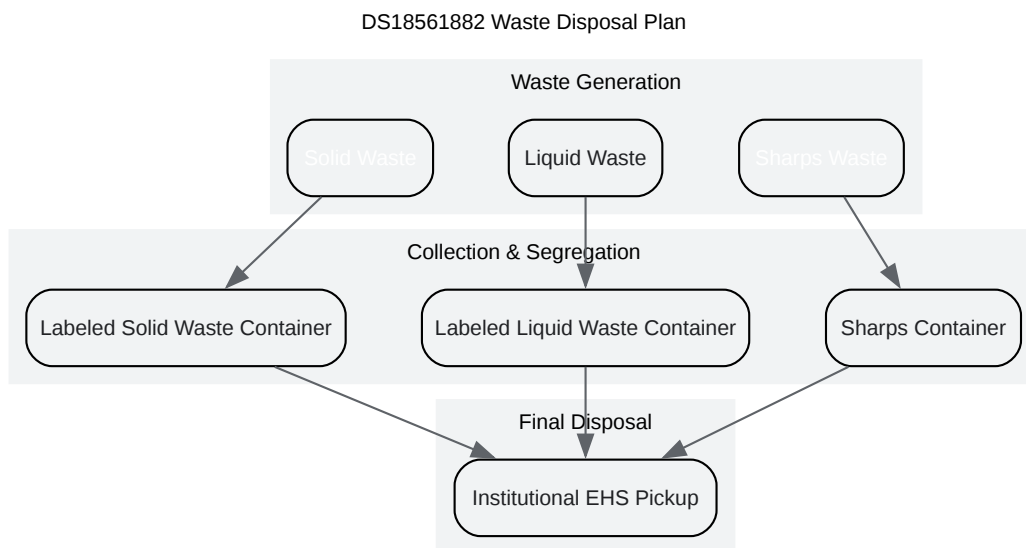 DS18561882 Waste Disposal Plan
Waste Generation
Solid Waste
Liquid Waste
Sharps Waste
Collection & Segregation
Labeled Solid Waste Container
Labeled Liquid Waste Container
Sharps Container
Final Disposal
Institutional EHS Pickup